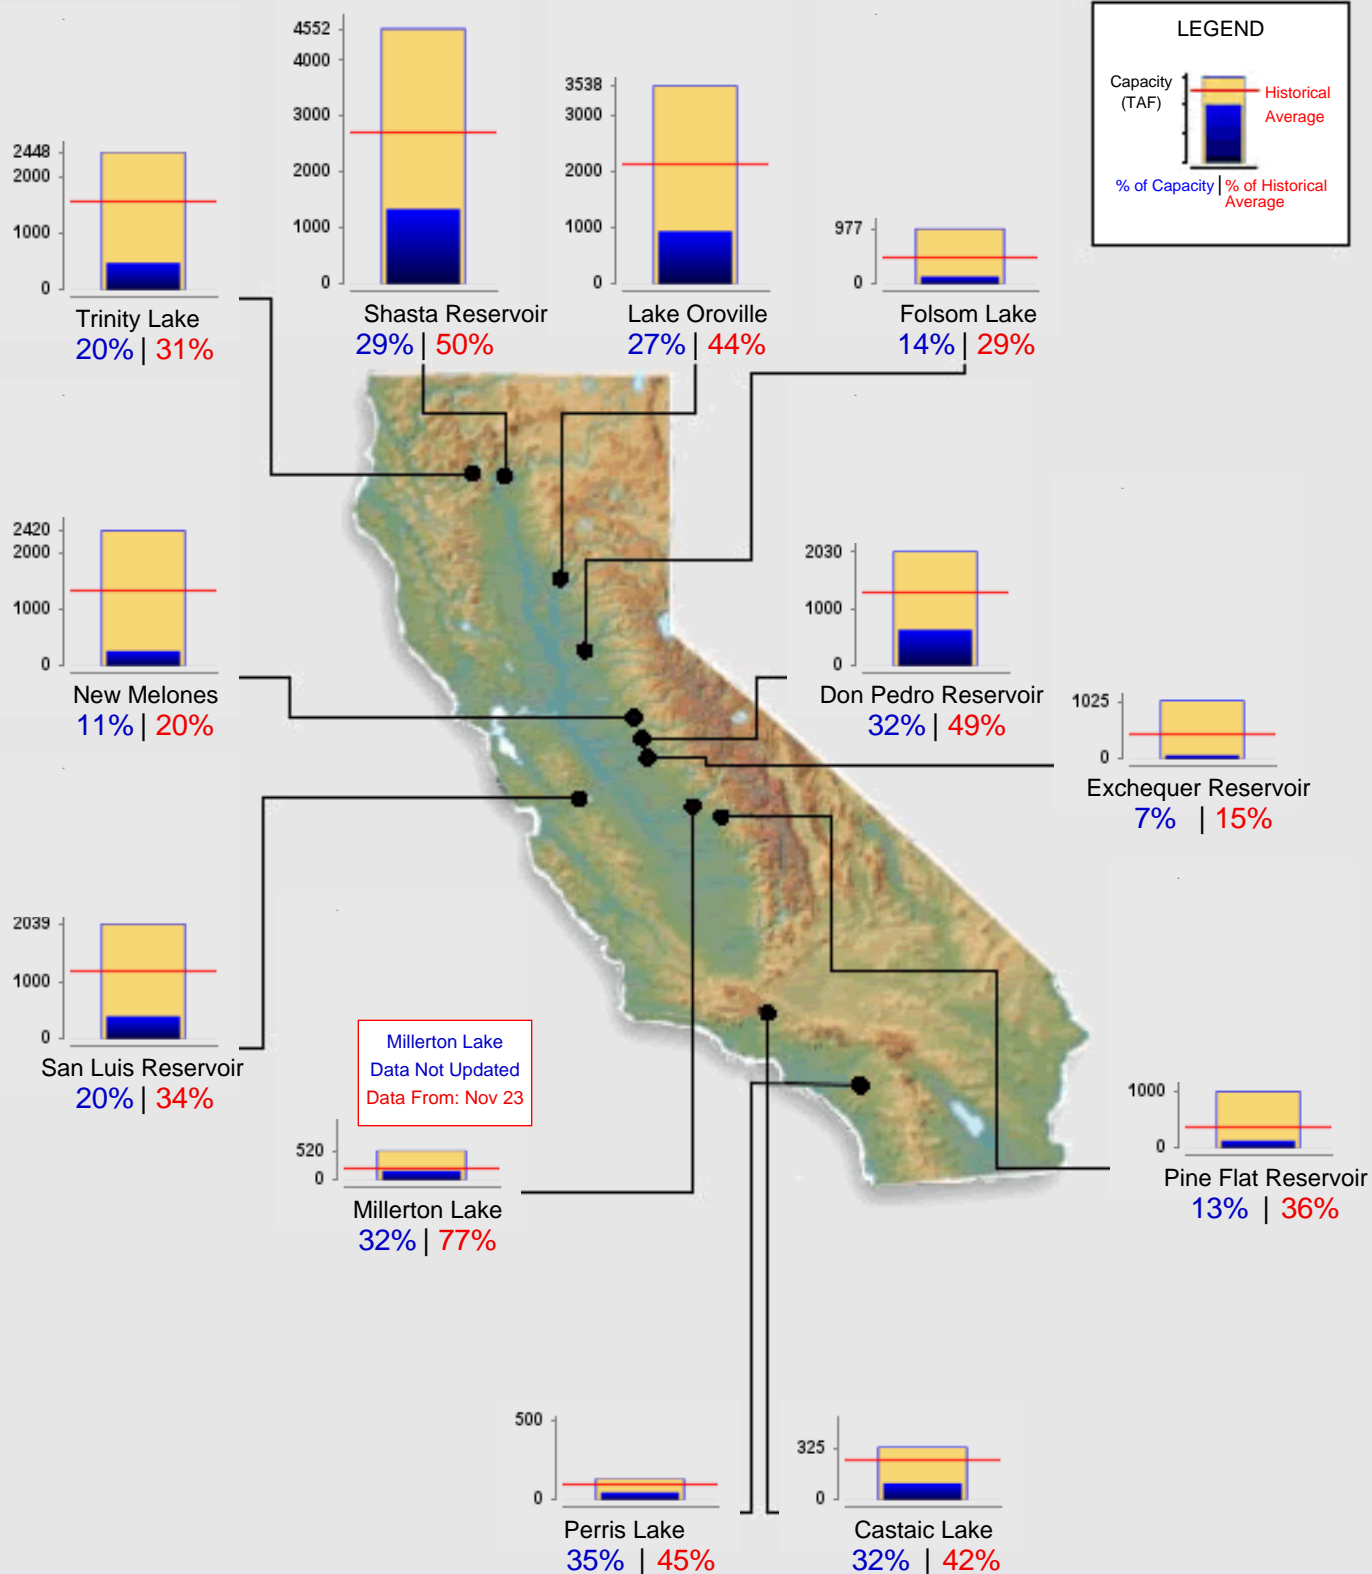 LEGEND
Capacity
(TAF)
Historical
Average
% of Capacity | % of Historical
Average
2448
2000
1000
0
Trinity Lake
20% | 31%
4552
4000
3000
2000
1000
0
Shasta Reservoir
29% | 50%
3538
3000
2000
1000
0
Lake Oroville
27% | 44%
977
0
Folsom Lake
14% | 29%
2420
2000
1000
0
New Melones
11% | 20%
2030
1000
0
Don Pedro Reservoir
32% | 49%
1025
0
Exchequer Reservoir
7% | 15%
2039
1000
0
San Luis Reservoir
20% | 34%
Millerton Lake
Data Not Updated
Data From: Nov 23
520
0
Millerton Lake
32% | 77%
1000
0
Pine Flat Reservoir
13% | 36%
500
0
Perris Lake
35% | 45%
325
0
Castaic Lake
32% | 42%